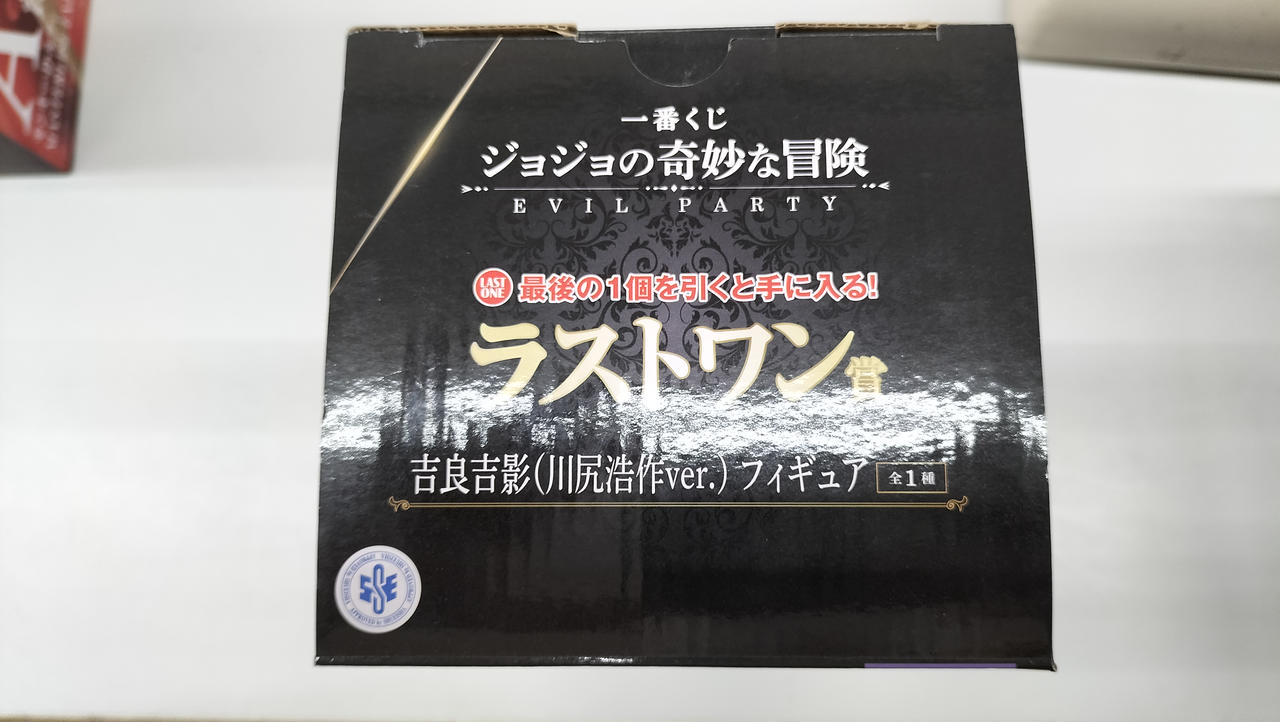 一番くじ
ジョジョの奇妙な冒険
EVIL PARTY
LAST ONE 最後の1個を引くと手に入る!
ラストワン賞
吉良吉影(川尻浩作ver.) フィギュア 全1種